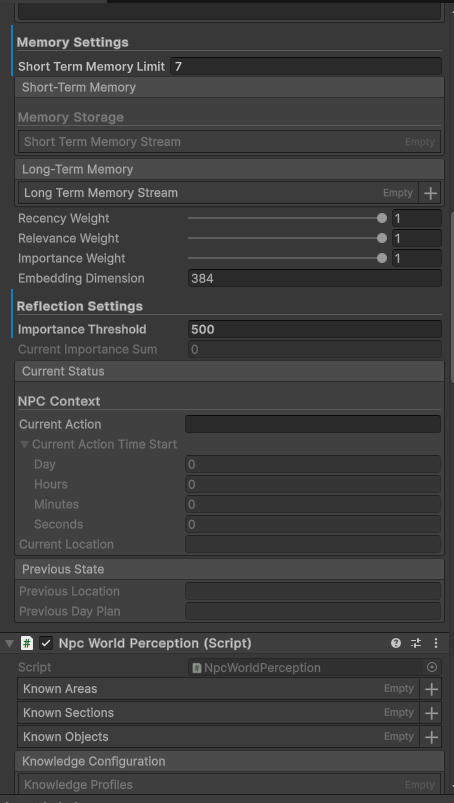 Memory Settings
Short Term Memory Limit 7
Short-Term Memory
Memory Storage
Short Term Memory Stream Empty
Long-Term Memory
Long Term Memory Stream Empty +
Recency Weight 1
Relevance Weight 1
Importance Weight 1
Embedding Dimension 384
Reflection Settings
Importance Threshold 500
Current Importance Sum 0
Current Status
NPC Context
Current Action
Current Action Time Start
Day 0
Hours 0
Minutes 0
Seconds 0
Current Location
Previous State
Previous Location
Previous Day Plan
# Npc World Perception (Script)
Script # NpcWorldPerception
Known Areas Empty +
Known Sections Empty +
Known Objects Empty +
Knowledge Configuration
Knowledge Profiles Empty